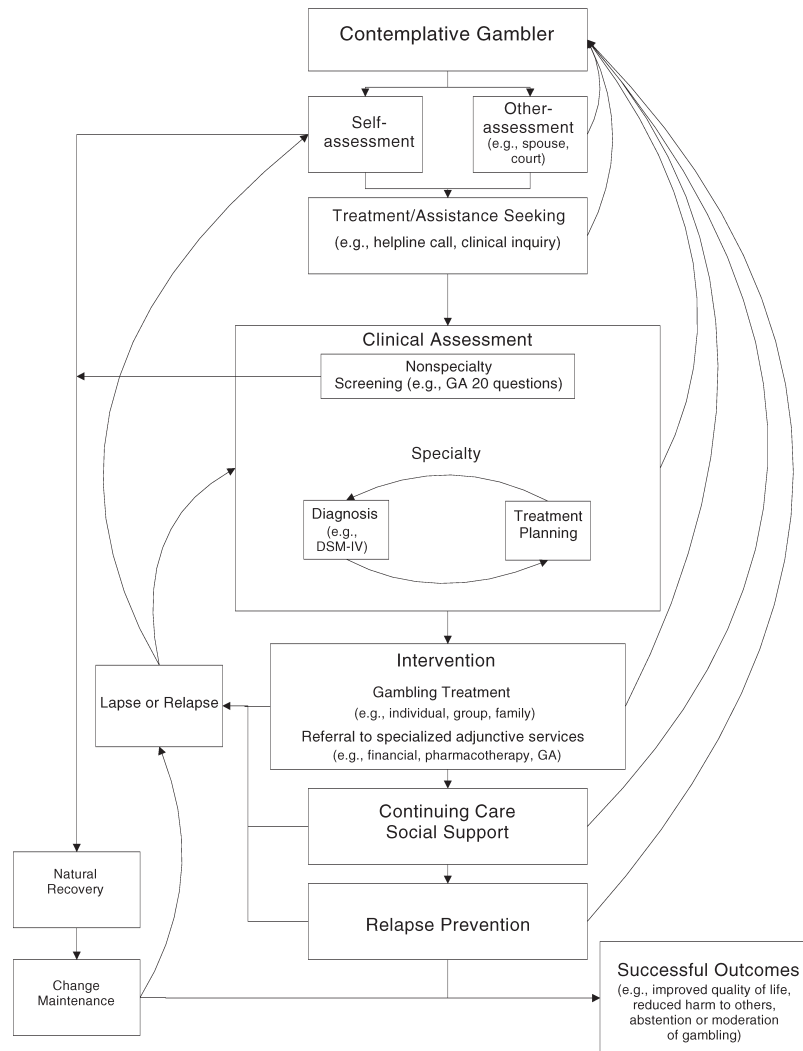 Contemplative Gambler
Self-
assessment
Other-
assessment
(e.g., spouse,
court)
Treatment/Assistance Seeking
(e.g., helpline call, clinical inquiry)
Clinical Assessment
Nonspecialty
Screening (e.g., GA 20 questions)
Specialty
Diagnosis
(e.g.,
DSM-IV)
Treatment
Planning
Intervention
Gambling Treatment
(e.g., individual, group, family)
Referral to specialized adjunctive services
(e.g., financial, pharmacotherapy, GA)
Lapse or Relapse
Continuing Care
Social Support
Natural
Recovery
Relapse Prevention
Change
Maintenance
Successful Outcomes
(e.g., improved quality of life,
reduced harm to others,
abstention or moderation
of gambling)